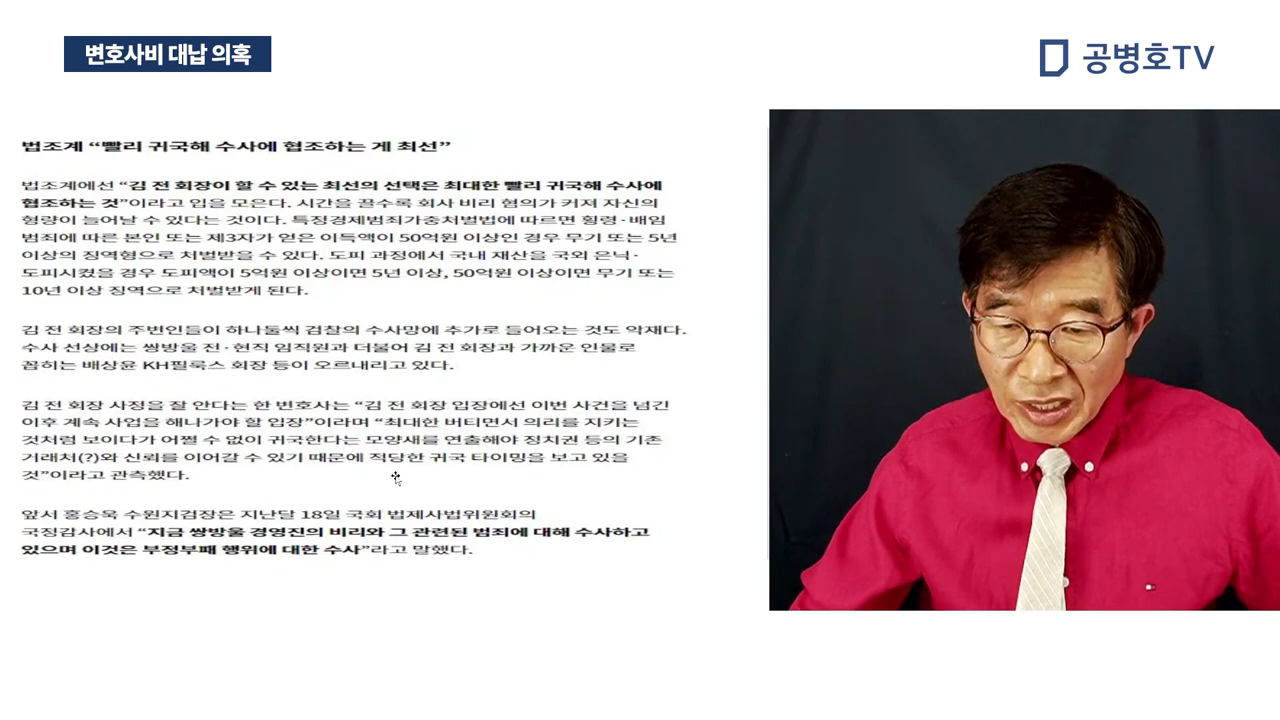 변호사비 대납 의혹
공병호TV
법조계 “빨리 귀국해 수사에 협조하는 게 최선”
법조계에선 “김 전 회장이 할 수 있는 최선의 선택은 최대한 빨리 귀국해 수사에
협조하는 것”이라고 입을 모은다. 시간을 끌수록 회사 비리 혐의가 커져 자신의
형량이 늘어날 수 있다는 것이다. 특정경제범죄가중처벌법에 따르면 횡령·배임
범죄에 따른 본인 또는 제3자가 얻은 이득액이 50억원 이상인 경우 무기 또는 5년
이상의 징역형으로 처벌받을 수 있다. 도피 과정에서 국내 재산을 국외 은닉·
도피시켰을 경우 도피액이 5억원 이상이면 5년 이상, 50억원 이상이면 무기 또는
10년 이상 징역으로 처벌받게 된다.
김 전 회장의 주변인들이 하나둘씩 검찰의 수사망에 추가로 들어오는 것도 악재다.
수사 선상에는 쌍방울 전·현직 임직원과 더불어 김 전 회장과 가까운 인물로
꼽히는 배상윤 KH필룩스 회장 등이 오르내리고 있다.
김 전 회장 사정을 잘 안다는 한 변호사는 “김 전 회장 입장에선 이번 사건을 넘긴
이후 계속 사업을 해나가야 할 입장”이라며 “최대한 버티면서 의리를 지키는
것처럼 보이다가 어쩔 수 없이 귀국한다는 모양새를 연출해야 정치권 등의 기존
거래처(?)와 신뢰를 이어갈 수 있기 때문에 적당한 귀국 타이밍을 보고 있을
것”이라고 관측했다.
앞서 홍승욱 수원지검장은 지난달 18일 국회 법제사법위원회의
국정감사에서 “지금 쌍방울 경영진의 비리와 그 관련된 범죄에 대해 수사하고
있으며 이것은 부정부패 행위에 대한 수사”라고 말했다.